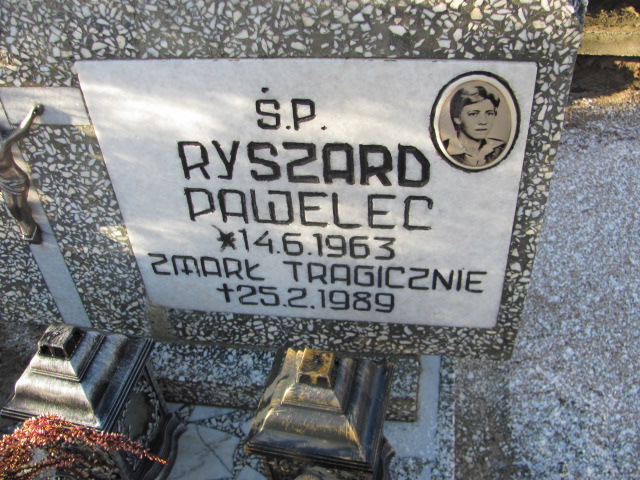 Ś.P.
RYSZARD
PAWELEC
*14.6.1963
ZMARŁ TRAGICZNIE
✝25.2.1989